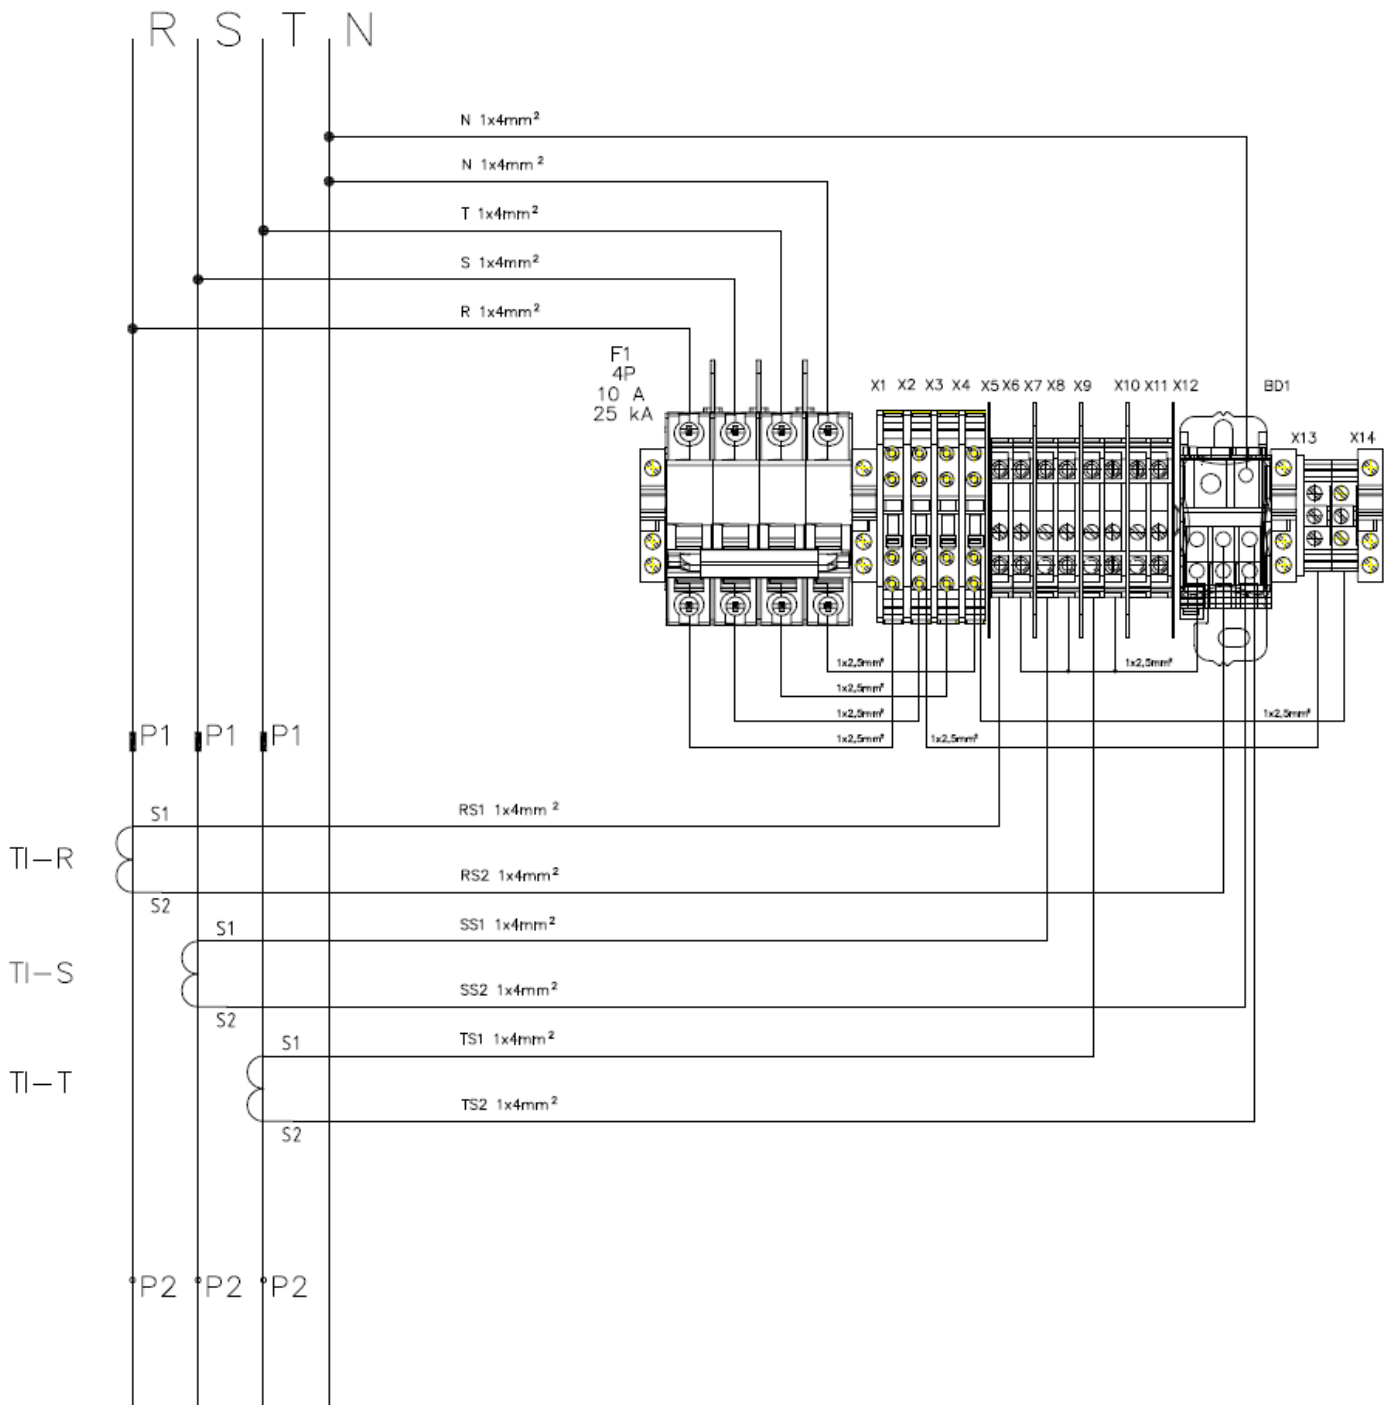 R S T N
N 1x4mm²
N 1x4mm²
T 1x4mm²
S 1x4mm²
R 1x4mm²
F1
4P
10 A
25 kA
X1 X2 X3 X4 X5 X6 X7 X8 X9 X10 X11 X12 BD1
X13 X14
1x2,5mm² 1x2,5mm²
1x2,5mm²
1x2,5mm² 1x2,5mm²
1x2,5mm² 1x2,5mm²
P1 P1 P1
S1 RS1 1x4mm²
TI-R
RS2 1x4mm²
S2
S1 SS1 1x4mm²
TI-S
SS2 1x4mm²
S2
S1 TS1 1x4mm²
TI-T
TS2 1x4mm²
S2
P2 P2 P2